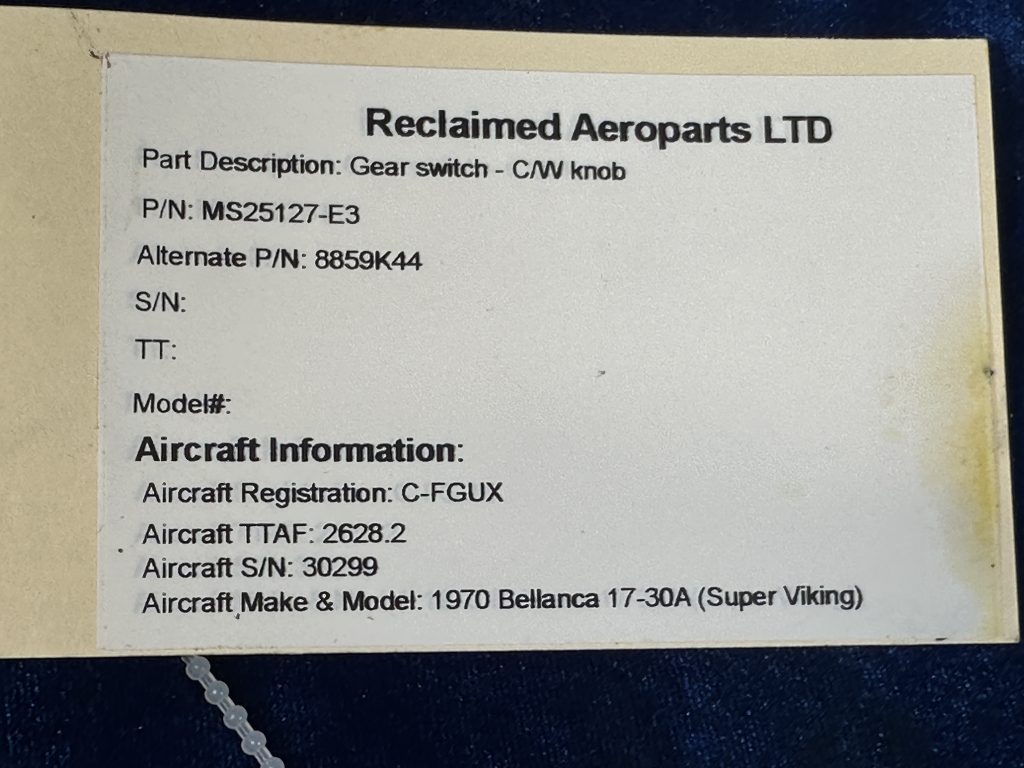 Reclaimed Aeroparts LTD
Part Description: Gear switch - C/W knob
P/N: MS25127-E3
Alternate P/N: 8859K44
S/N:
TT:
Model#:
Aircraft Information:
Aircraft Registration: C-FGUX
Aircraft TTAF: 2628.2
Aircraft S/N: 30299
Aircraft Make & Model: 1970 Bellanca 17-30A (Super Viking)